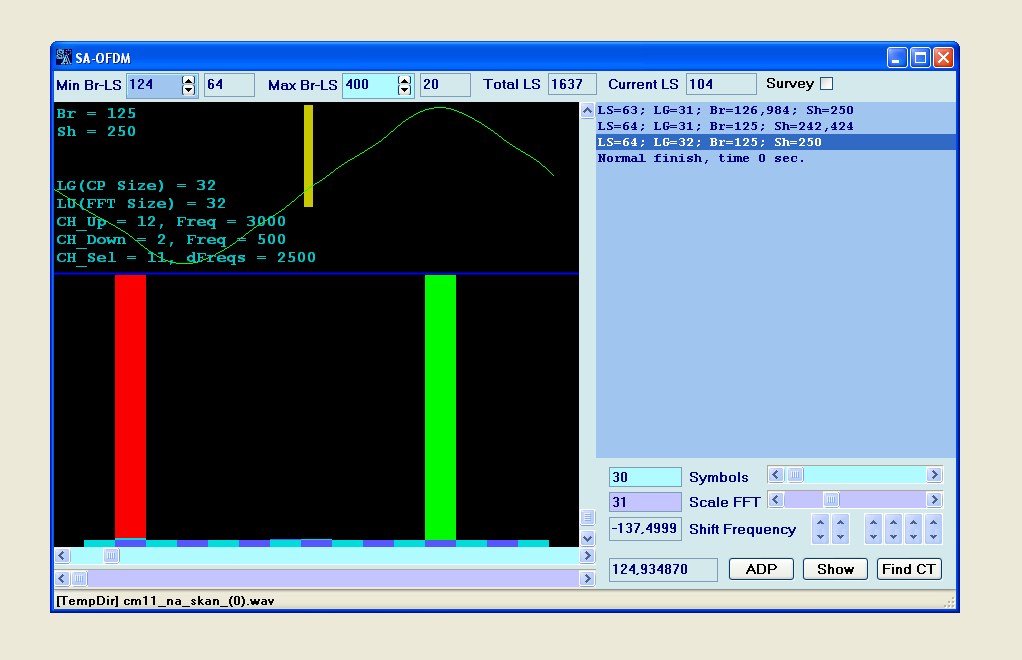 SA-OFDM
Min Br-LS 124 64 Max Br-LS 400 20 Total LS 1637 Current LS 104 Survey
Br = 125
Sh = 250
LG(CP Size) = 32
LU(FFT Size) = 32
CH_Up = 12, Freq = 3000
CH_Down = 2, Freq = 500
CH_Sel = 11, dFreqs = 2500
LS=63; LG=31; Br=126,984; Sh=250
LS=64; LG=31; Br=125; Sh=242,424
LS=64; LG=32; Br=125; Sh=250
Normal finish, time 0 sec.
30 Symbols
31 Scale FFT
-137,4999 Shift Frequency
124,934870 ADP Show Find CT
[TempDir] cm11_na_skan_(0).wav